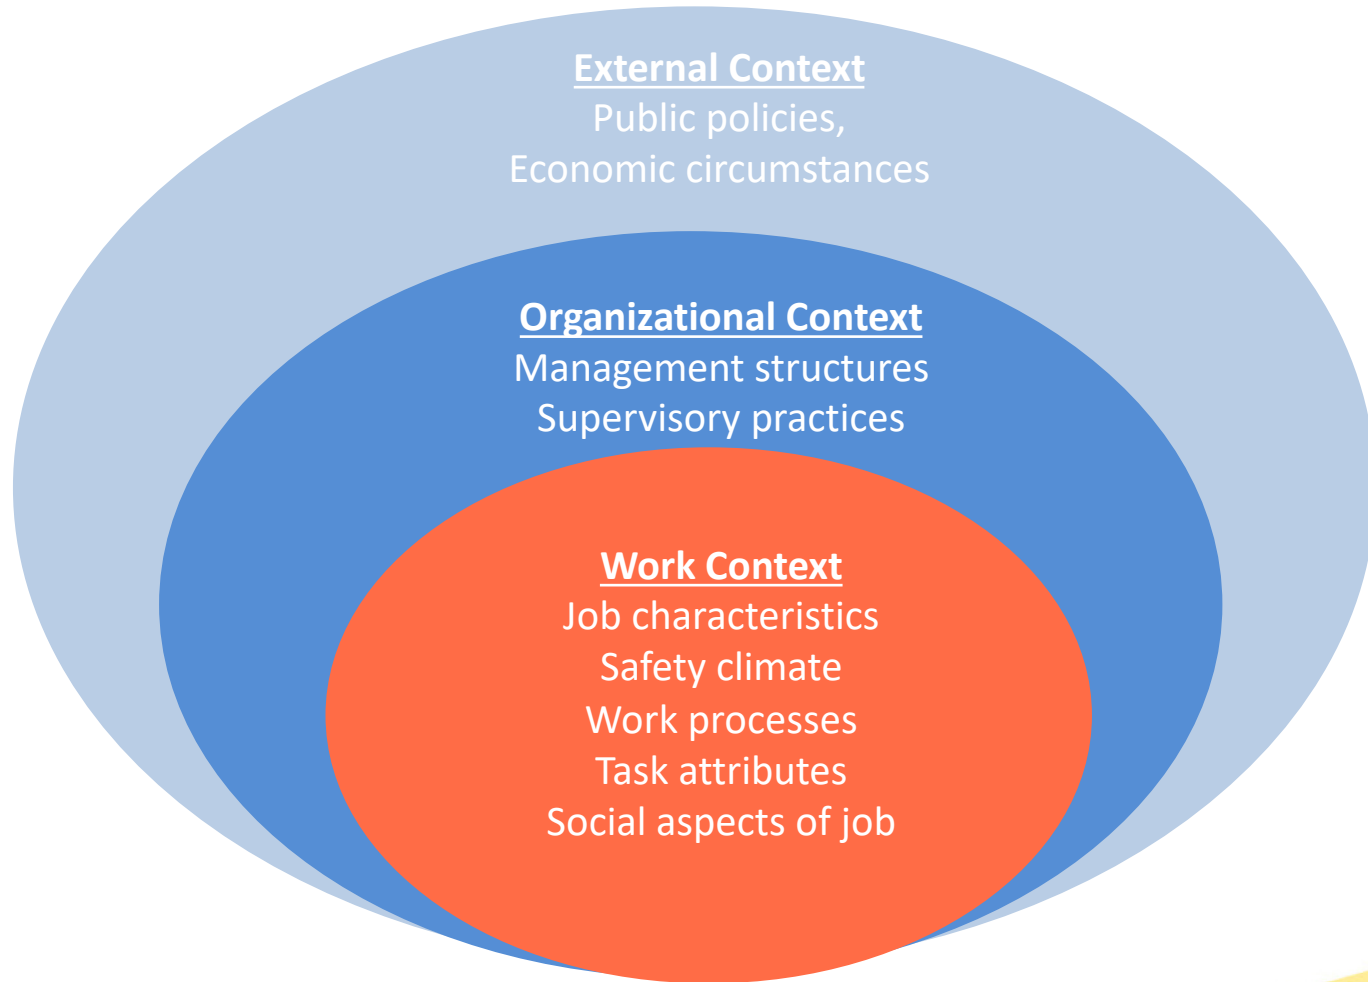 External Context
Public policies,
Economic circumstances
Organizational Context
Management structures
Supervisory practices
Work Context
Job characteristics
Safety climate
Work processes
Task attributes
Social aspects of job